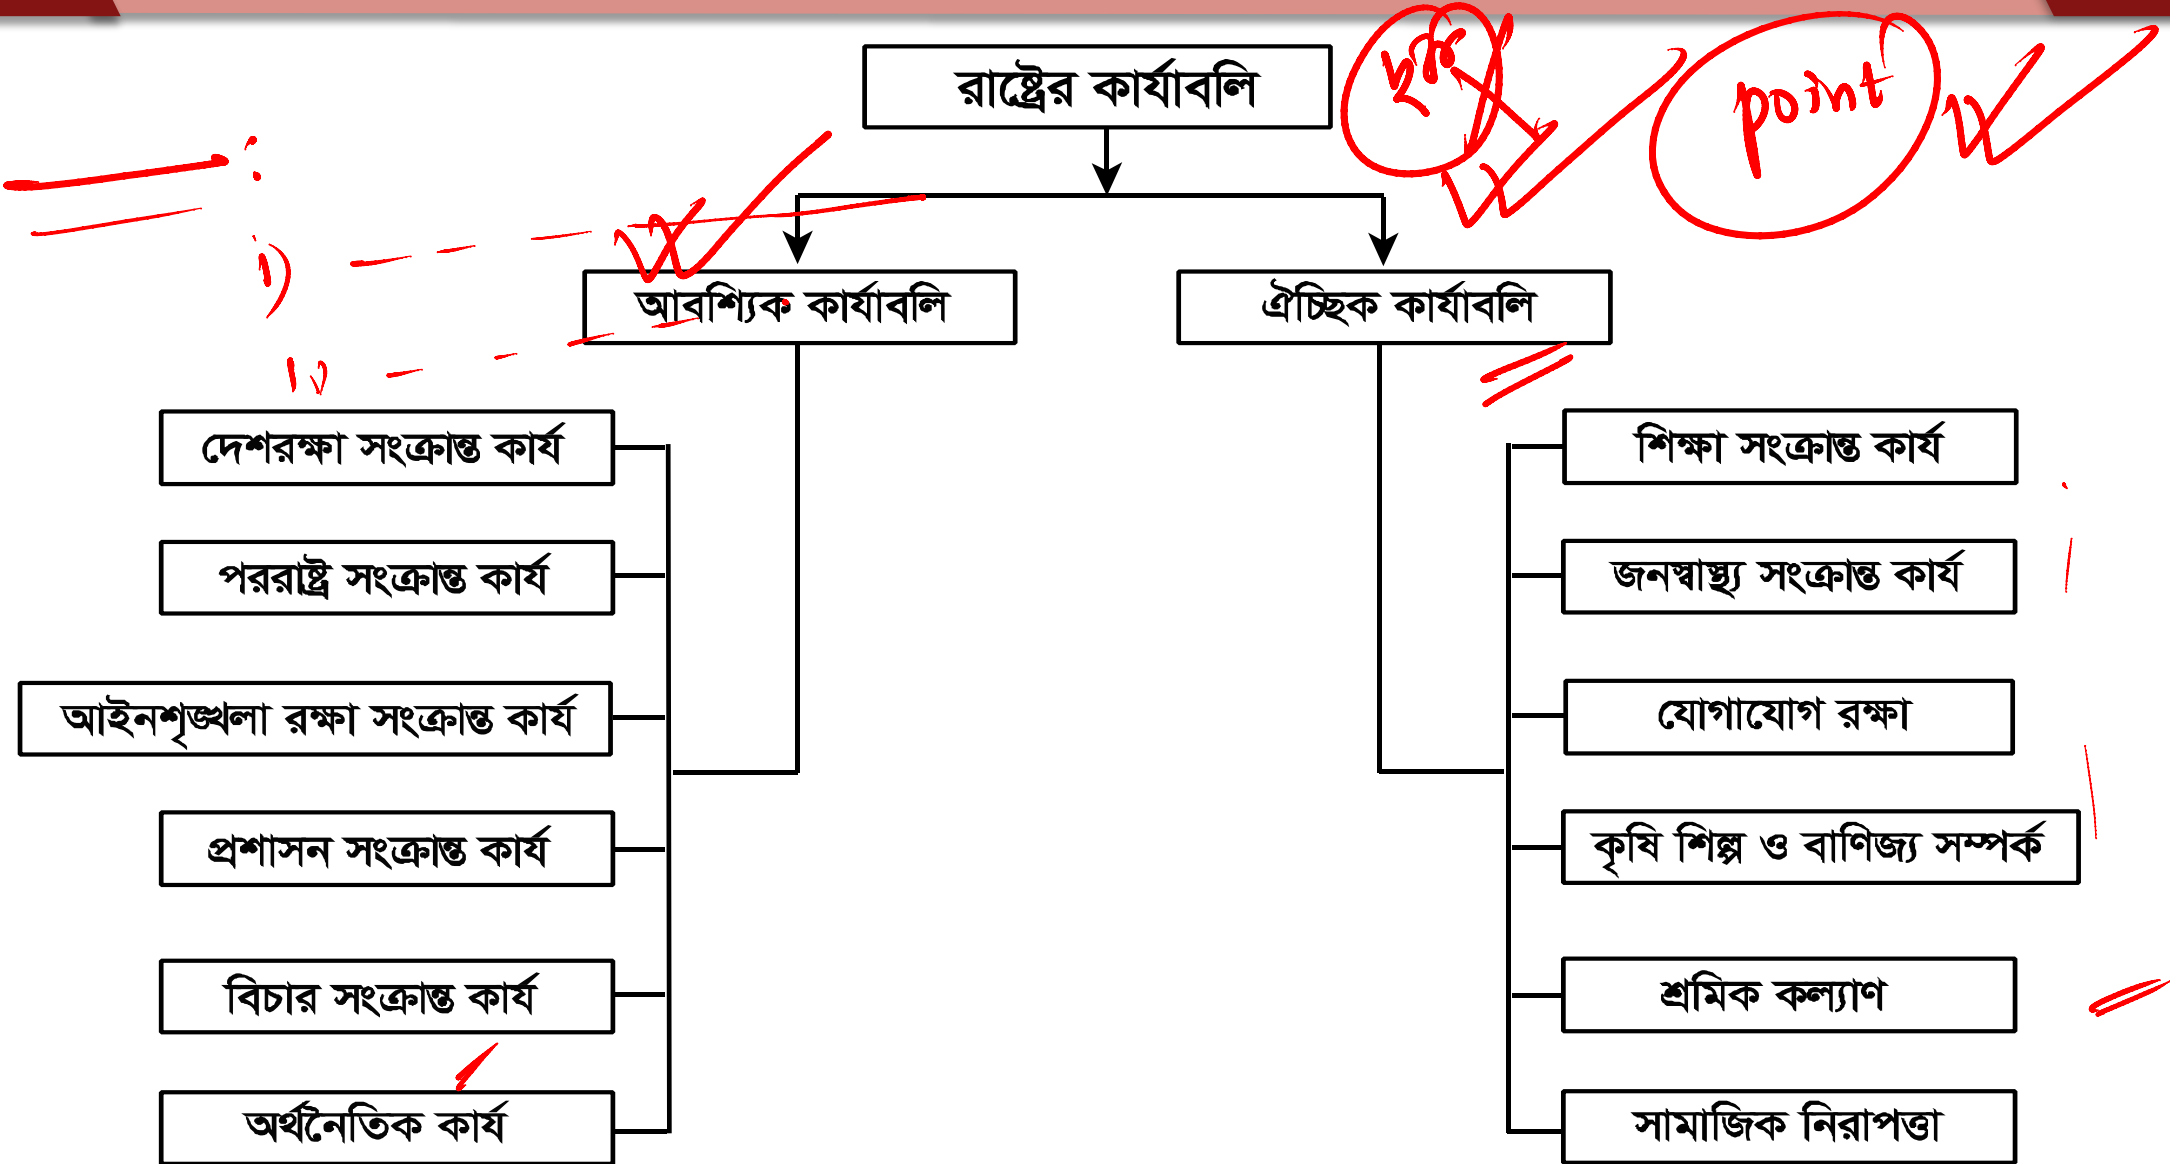 রাষ্ট্রের কার্যাবলি
ছক
point
আবশ্যিক কার্যাবলি
ঐচ্ছিক কার্যাবলি
i)
দেশরক্ষা সংক্রান্ত কার্য
পররাষ্ট্র সংক্রান্ত কার্য
আইনশৃঙ্খলা রক্ষা সংক্রান্ত কার্য
প্রশাসন সংক্রান্ত কার্য
বিচার সংক্রান্ত কার্য
অর্থনৈতিক কার্য
শিক্ষা সংক্রান্ত কার্য
জনস্বাস্থ্য সংক্রান্ত কার্য
যোগাযোগ রক্ষা
কৃষি শিল্প ও বাণিজ্য সম্পর্ক
শ্রমিক কল্যাণ
সামাজিক নিরাপত্তা